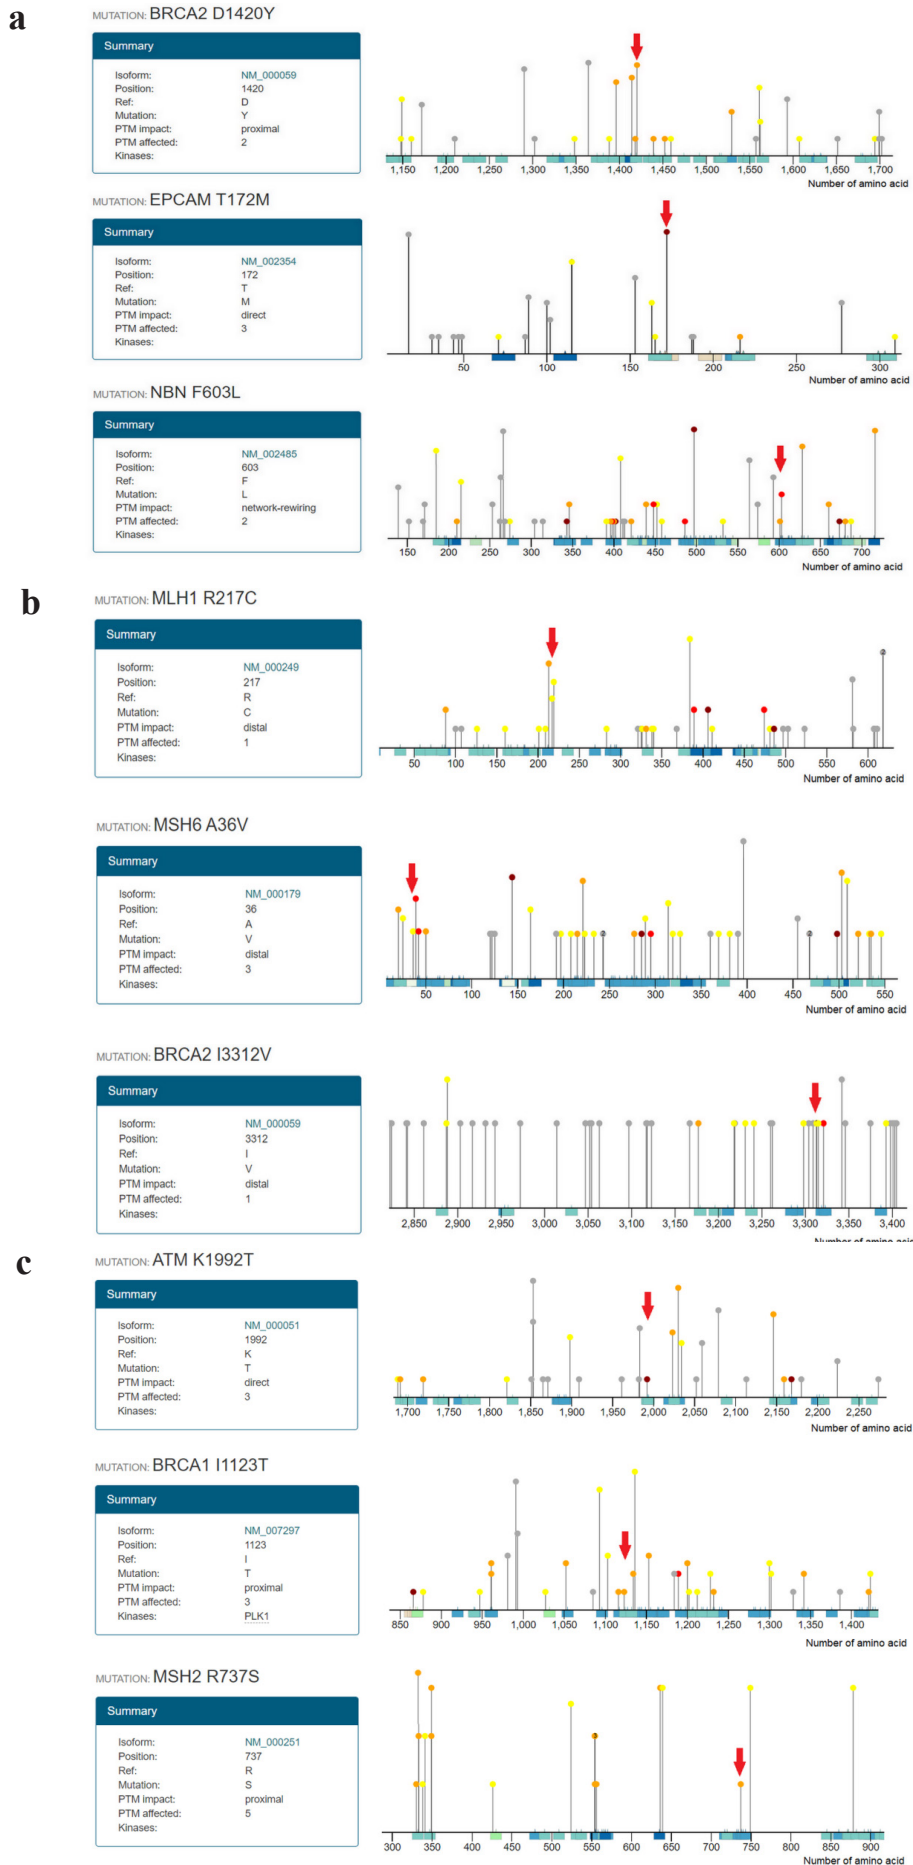 a
MUTATION: BRCA2 D1420Y
Summary
Isoform: NM_000059
Position: 1420
Ref: D
Mutation: Y
PTM impact: proximal
PTM affected: 2
Kinases:
1,150 1,200 1,250 1,300 1,350 1,400 1,450 1,500 1,550 1,600 1,650 1,700
Number of amino acid
MUTATION: EPCAM T172M
Summary
Isoform: NM_002354
Position: 172
Ref: T
Mutation: M
PTM impact: direct
PTM affected: 3
Kinases:
50 100 150 200 250 300
Number of amino acid
MUTATION: NBN F603L
Summary
Isoform: NM_002485
Position: 603
Ref: F
Mutation: L
PTM impact: network-rewiring
PTM affected: 2
Kinases:
150 200 250 300 350 400 450 500 550 600 650 700
Number of amino acid
b
MUTATION: MLH1 R217C
Summary
Isoform: NM_000249
Position: 217
Ref: R
Mutation: C
PTM impact: distal
PTM affected: 1
Kinases:
50 100 150 200 250 300 350 400 450 500 550 600
Number of amino acid
MUTATION: MSH6 A36V
Summary
Isoform: NM_000179
Position: 36
Ref: A
Mutation: V
PTM impact: distal
PTM affected: 3
Kinases:
50 100 150 200 250 300 350 400 450 500 550
Number of amino acid
MUTATION: BRCA2 I3312V
Summary
Isoform: NM_000059
Position: 3312
Ref: I
Mutation: V
PTM impact: distal
PTM affected: 1
Kinases:
2,850 2,900 2,950 3,000 3,050 3,100 3,150 3,200 3,250 3,300 3,350 3,400
Number of amino acid
c
MUTATION: ATM K1992T
Summary
Isoform: NM_000051
Position: 1992
Ref: K
Mutation: T
PTM impact: direct
PTM affected: 3
Kinases:
1,700 1,750 1,800 1,850 1,900 1,950 2,000 2,050 2,100 2,150 2,200 2,250
Number of amino acid
MUTATION: BRCA1 I1123T
Summary
Isoform: NM_007297
Position: 1123
Ref: I
Mutation: T
PTM impact: proximal
PTM affected: 3
Kinases: PLK1
850 900 950 1,000 1,050 1,100 1,150 1,200 1,250 1,300 1,350 1,400
Number of amino acid
MUTATION: MSH2 R737S
Summary
Isoform: NM_000251
Position: 737
Ref: R
Mutation: S
PTM impact: proximal
PTM affected: 5
Kinases:
300 350 400 450 500 550 600 650 700 750 800 850 900
Number of amino acid